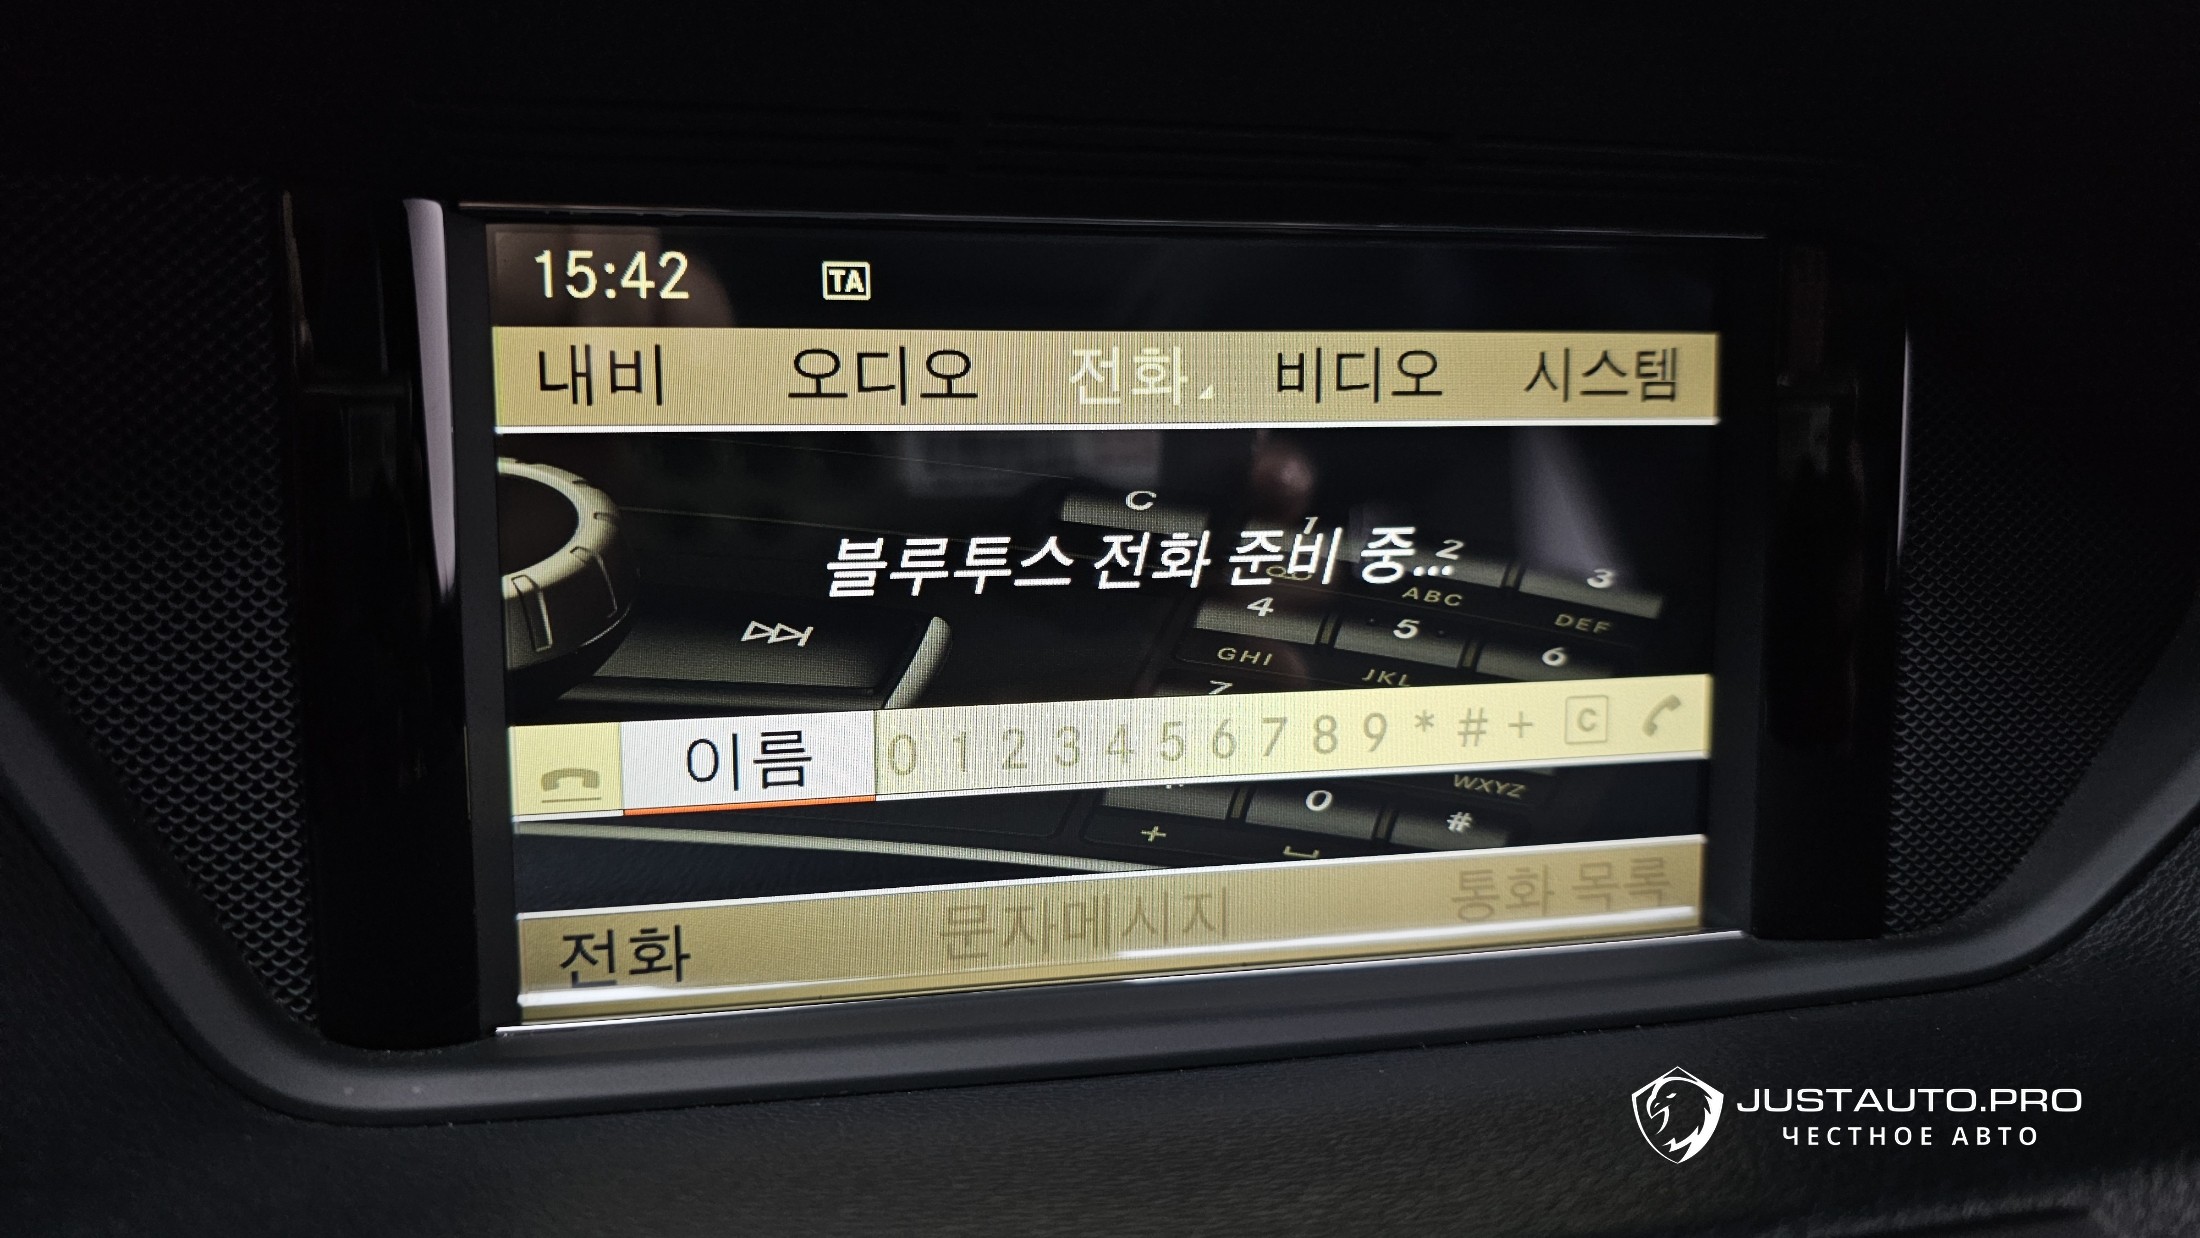 15:42 TA
내비 오디오 전화 비디오 시스템
C
1 2 3
블루투스 전화 준비 중...
ABC DEF
4 5 6
GHI JKL
7
이름 0 1 2 3 4 5 6 7 8 9 * # + C
WXYZ
0 #
+
전화 문자메시지 통화 목록
JUSTAUTO.PRO
ЧЕСТНОЕ АВТО